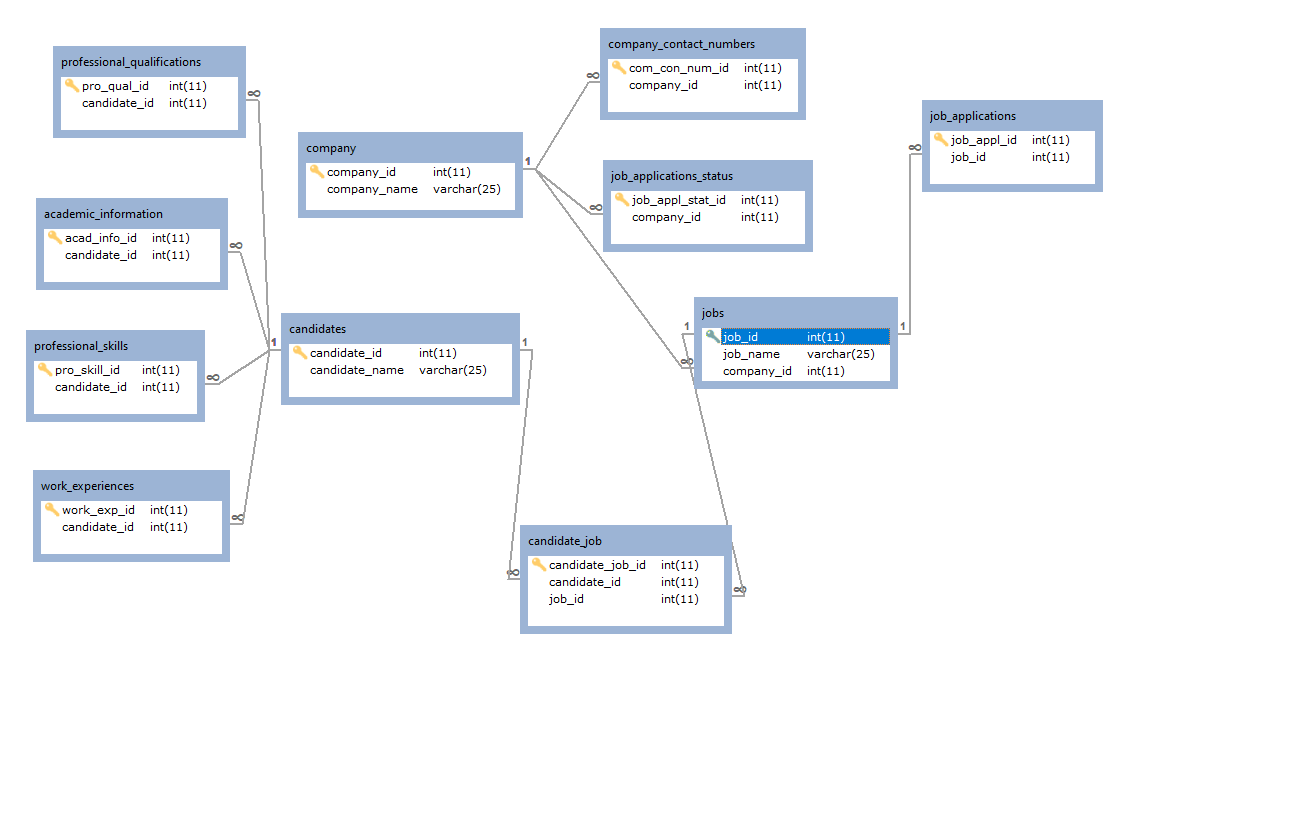 professional_qualifications
pro_qual_id int(11)
candidate_id int(11)
∞
academic_information
acad_info_id int(11)
candidate_id int(11)
∞
professional_skills
pro_skill_id int(11)
candidate_id int(11)
∞
work_experiences
work_exp_id int(11)
candidate_id int(11)
∞
company
company_id int(11)
company_name varchar(25)
1
candidates
candidate_id int(11)
candidate_name varchar(25)
1
1
company_contact_numbers
com_con_num_id int(11)
company_id int(11)
∞
job_applications_status
job_appl_stat_id int(11)
company_id int(11)
∞
jobs
job_id int(11)
job_name varchar(25)
company_id int(11)
1
∞
1
job_applications
job_appl_id int(11)
job_id int(11)
∞
candidate_job
candidate_job_id int(11)
candidate_id int(11)
job_id int(11)
∞
∞